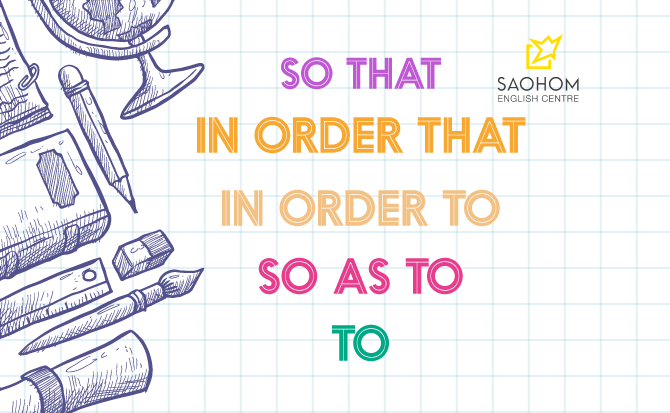 SO THAT
SAOHOM
ENGLISH CENTRE
IN ORDER THAT
IN ORDER TO
SO AS TO
TO